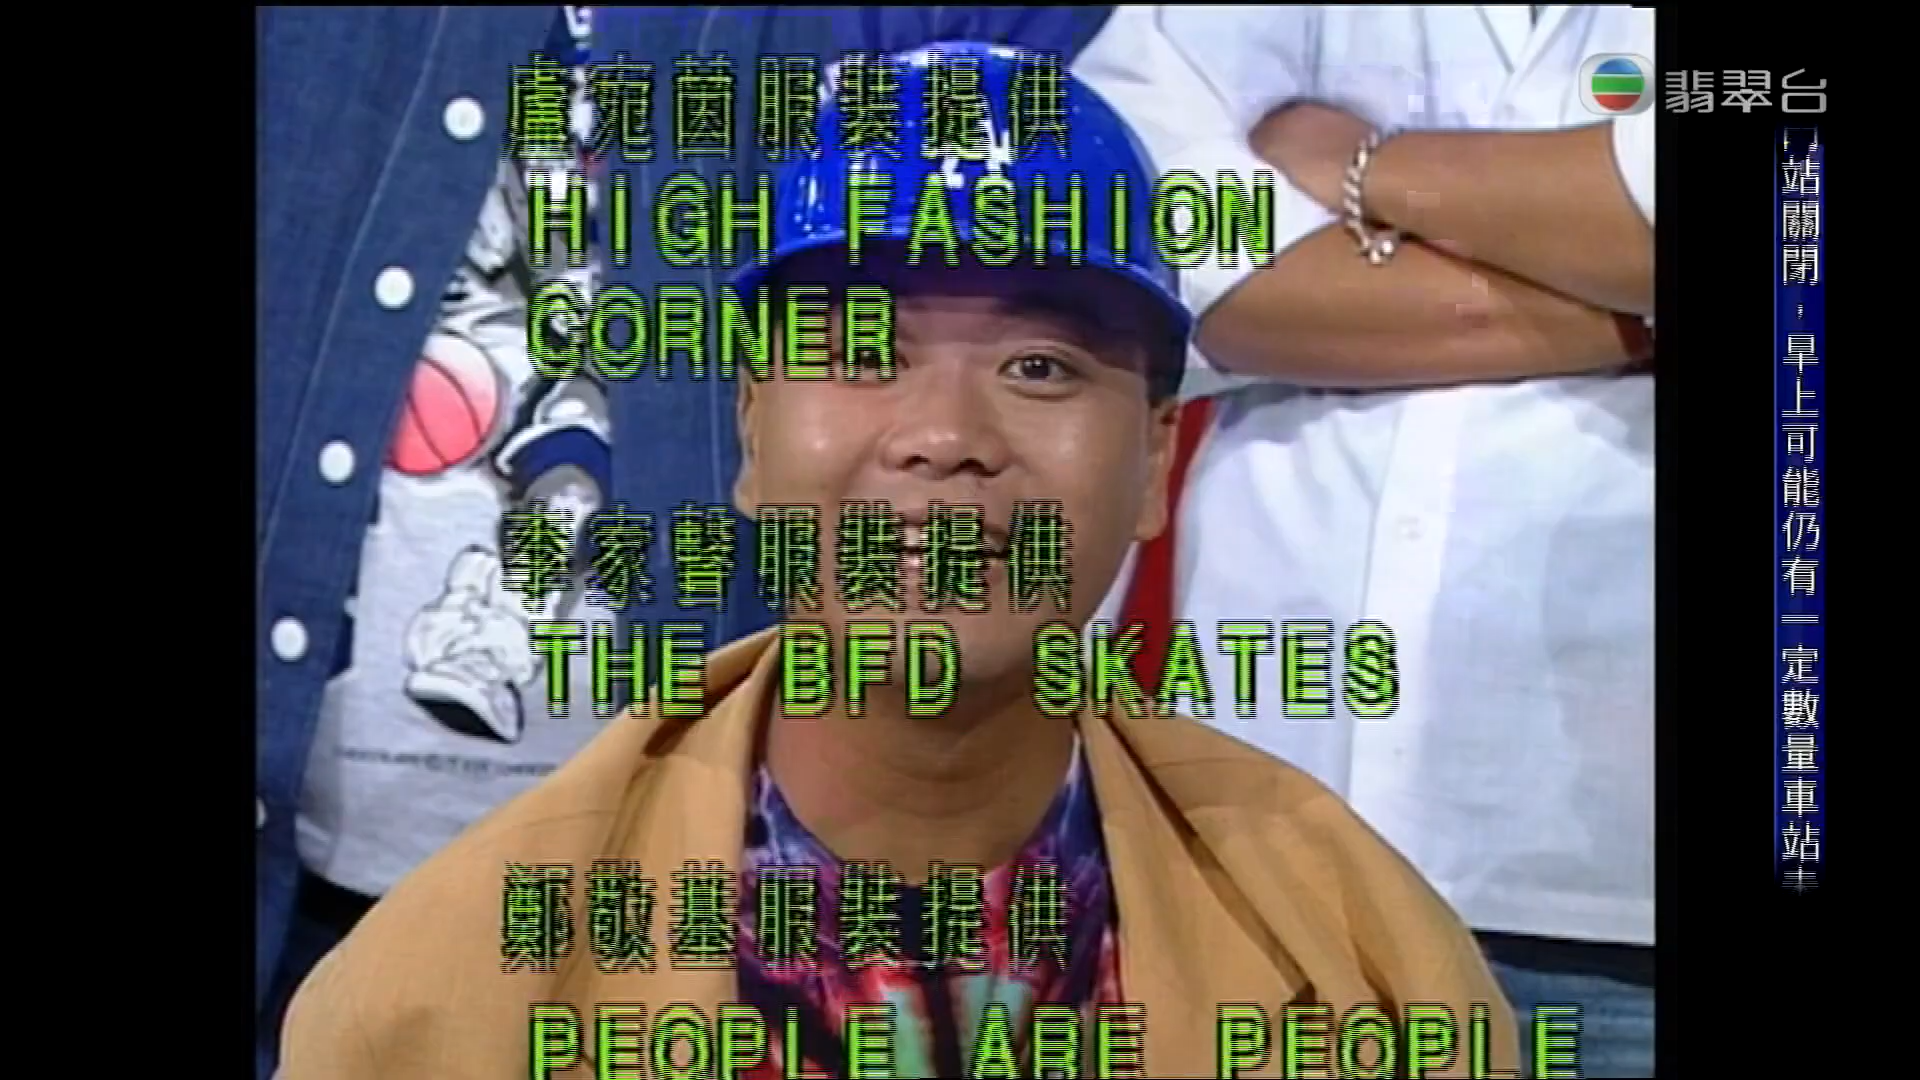 盧宛茵服裝提供
HIGH FASHION
CORNER
李家聲服裝提供
THE BFD SKATES
鄭敬基服裝提供
PEOPLE ARE PEOPLE
翡翠台
站關閉，早上可能仍有一定數量車站